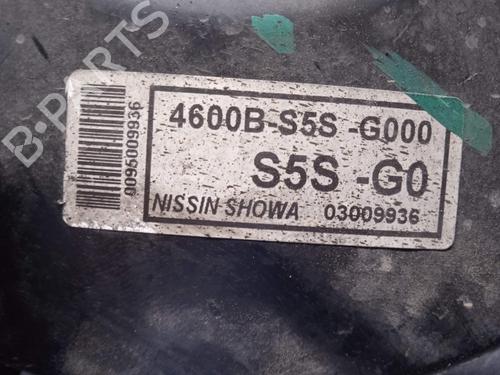 B-PARTS
4600B-S5S -G000
S5S -G0
NISSIN SHOWA 03009936
0095009936